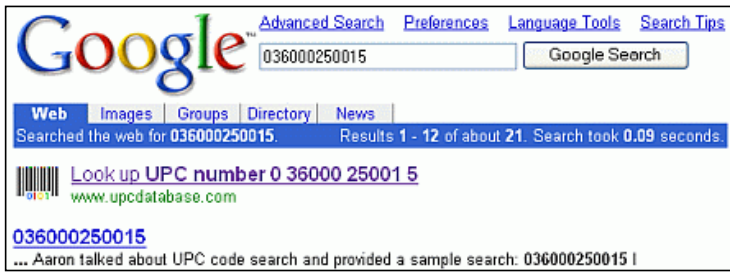 Google™
Advanced Search Preferences Language Tools Search Tips
036000250015 Google Search
Web Images Groups Directory News
Searched the web for 036000250015. Results 1 - 12 of about 21. Search took 0.09 seconds.
Look up UPC number 0 36000 25001 5
0101
www.upcdatabase.com
036000250015
... Aaron talked about UPC code search and provided a sample search: 036000250015 I